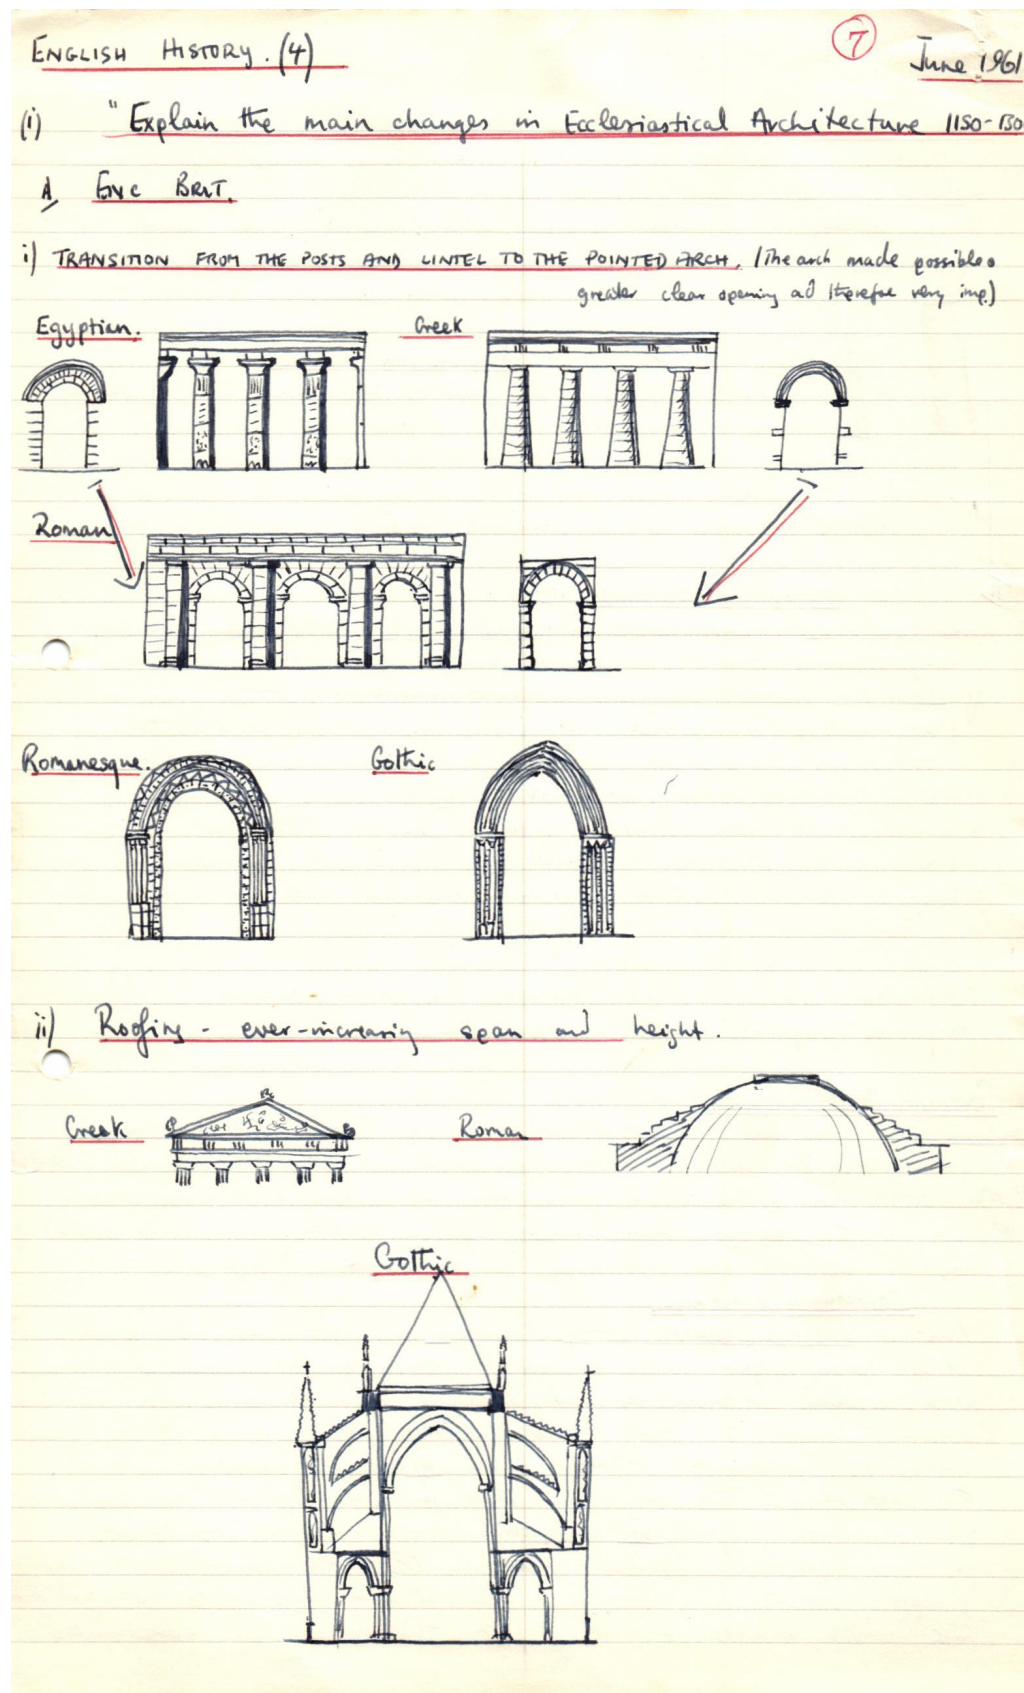 ENGLISH HISTORY. (4) 7 June 1961
(i) "Explain the main changes in Ecclesiastical Architecture 1150-130
A, ENC BRIT.
i) TRANSITION FROM THE POSTS AND LINTEL TO THE POINTED ARCH. (The arch made possible a
greater clear opening ad therefore very imp.)
Egyptian. Greek
Roman
Romanesque. Gothic
ii) Roofing - ever-increasing span and height.
Greek Roman
Gothic